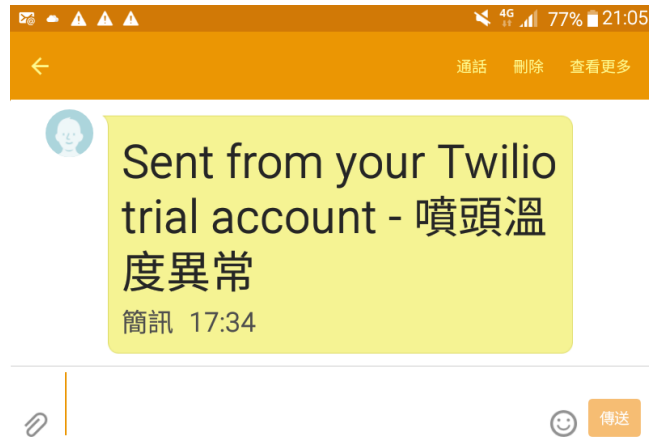 4G 77% 21:05
通話 刪除 查看更多
Sent from your Twilio
trial account - 噴頭溫
度異常
簡訊 17:34
傳送